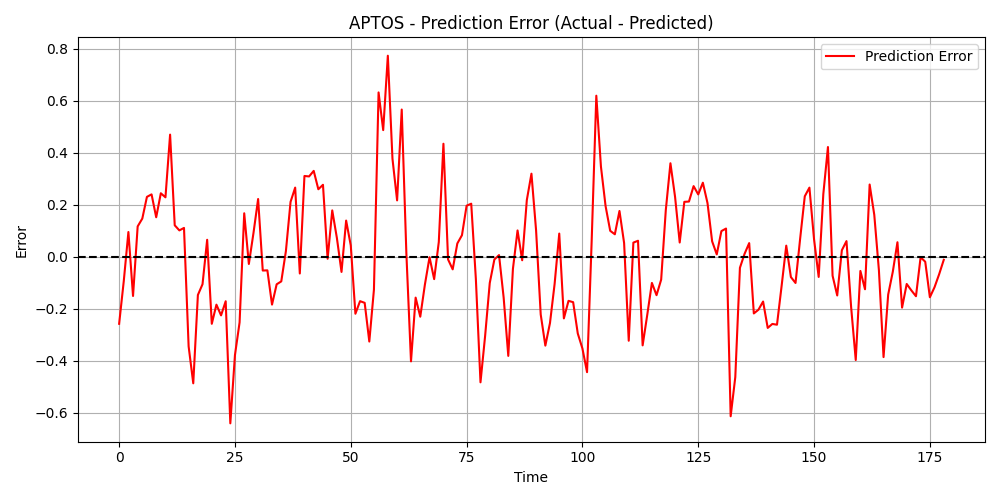 APTOS - Prediction Error (Actual - Predicted)
Prediction Error
Error
0.8
0.6
0.4
0.2
0.0
−0.2
−0.4
−0.6
0 25 50 75 100 125 150 175
Time